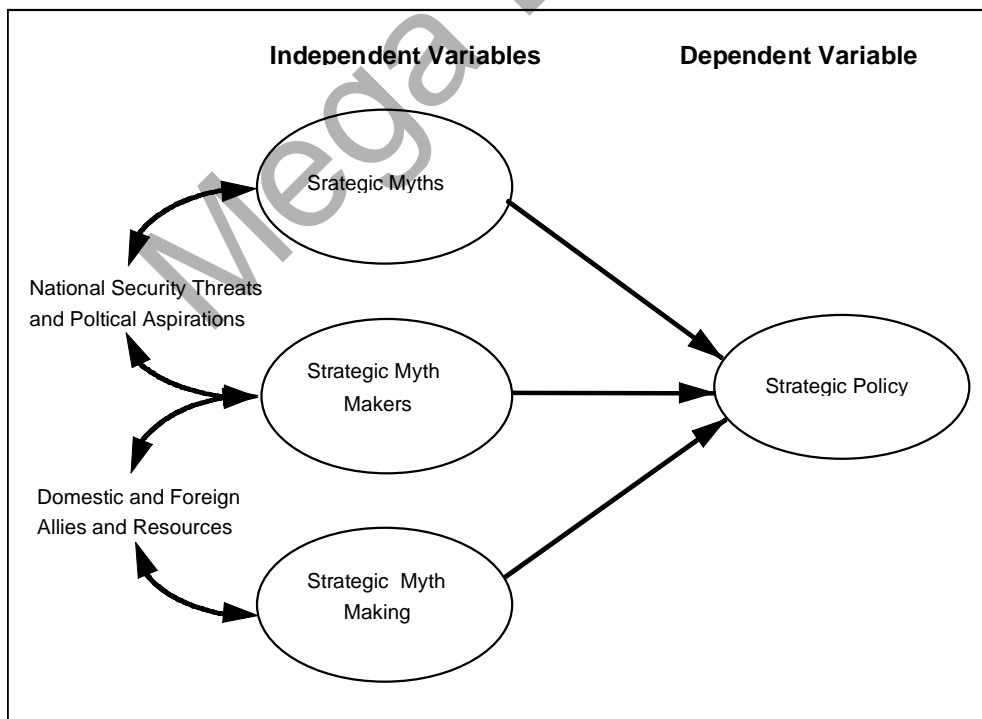 Independent Variables
Dependent Variable
Srategic Myths
National Security Threats
and Poltical Aspirations
Strategic Myth
Makers
Strategic Policy
Domestic and Foreign
Allies and Resources
Strategic Myth
Making
Mega